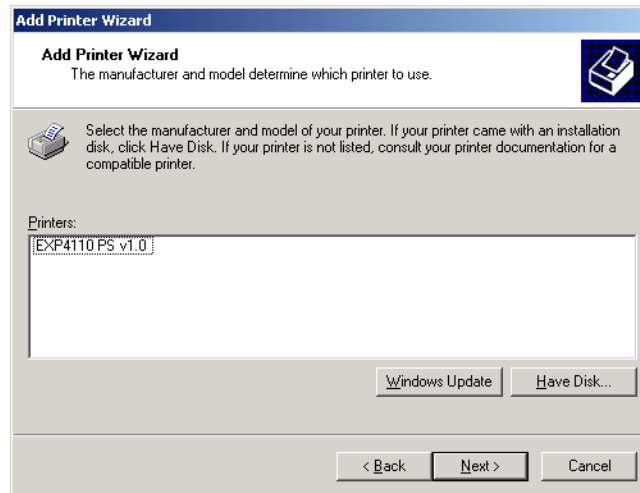 Add Printer Wizard
Add Printer Wizard
The manufacturer and model determine which printer to use.
Select the manufacturer and model of your printer. If your printer came with an installation
disk, click Have Disk. If your printer is not listed, consult your printer documentation for a
compatible printer.
Printers:
EXP4110 PS v1.0
Windows Update
Have Disk...
< Back
Next >
Cancel